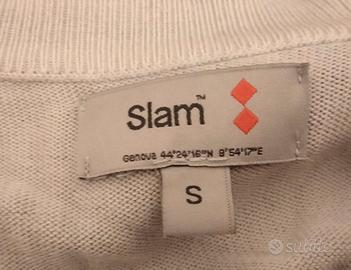 Slam™
Genova 44°24'16"N 8°54'17"E
S
subito